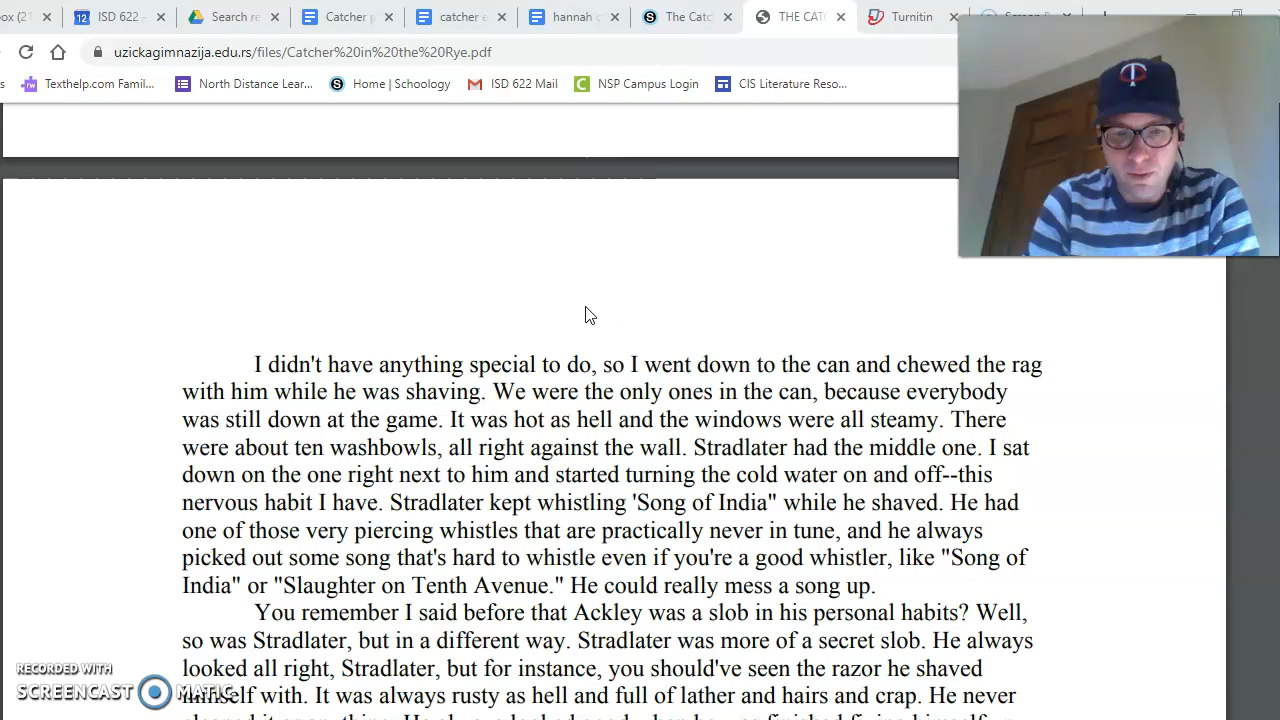 box (21 ISD 622 - Search re Catcher p catcher e hannah c The Catc THE CATC Turnitin
uzickagimnazija.edu.rs/files/Catcher%20in%20the%20Rye.pdf
s Texthelp.com Famil... North Distance Lear... Home | Schoology ISD 622 Mail NSP Campus Login CIS Literature Reso...
I didn't have anything special to do, so I went down to the can and chewed the rag
with him while he was shaving. We were the only ones in the can, because everybody
was still down at the game. It was hot as hell and the windows were all steamy. There
were about ten washbowls, all right against the wall. Stradlater had the middle one. I sat
down on the one right next to him and started turning the cold water on and off--this
nervous habit I have. Stradlater kept whistling 'Song of India" while he shaved. He had
one of those very piercing whistles that are practically never in tune, and he always
picked out some song that's hard to whistle even if you're a good whistler, like "Song of
India" or "Slaughter on Tenth Avenue." He could really mess a song up.
You remember I said before that Ackley was a slob in his personal habits? Well,
so was Stradlater, but in a different way. Stradlater was more of a secret slob. He always
looked all right, Stradlater, but for instance, you should've seen the razor he shaved
himself with. It was always rusty as hell and full of lather and hairs and crap. He never
RECORDED WITH
SCREENCAST MATIC